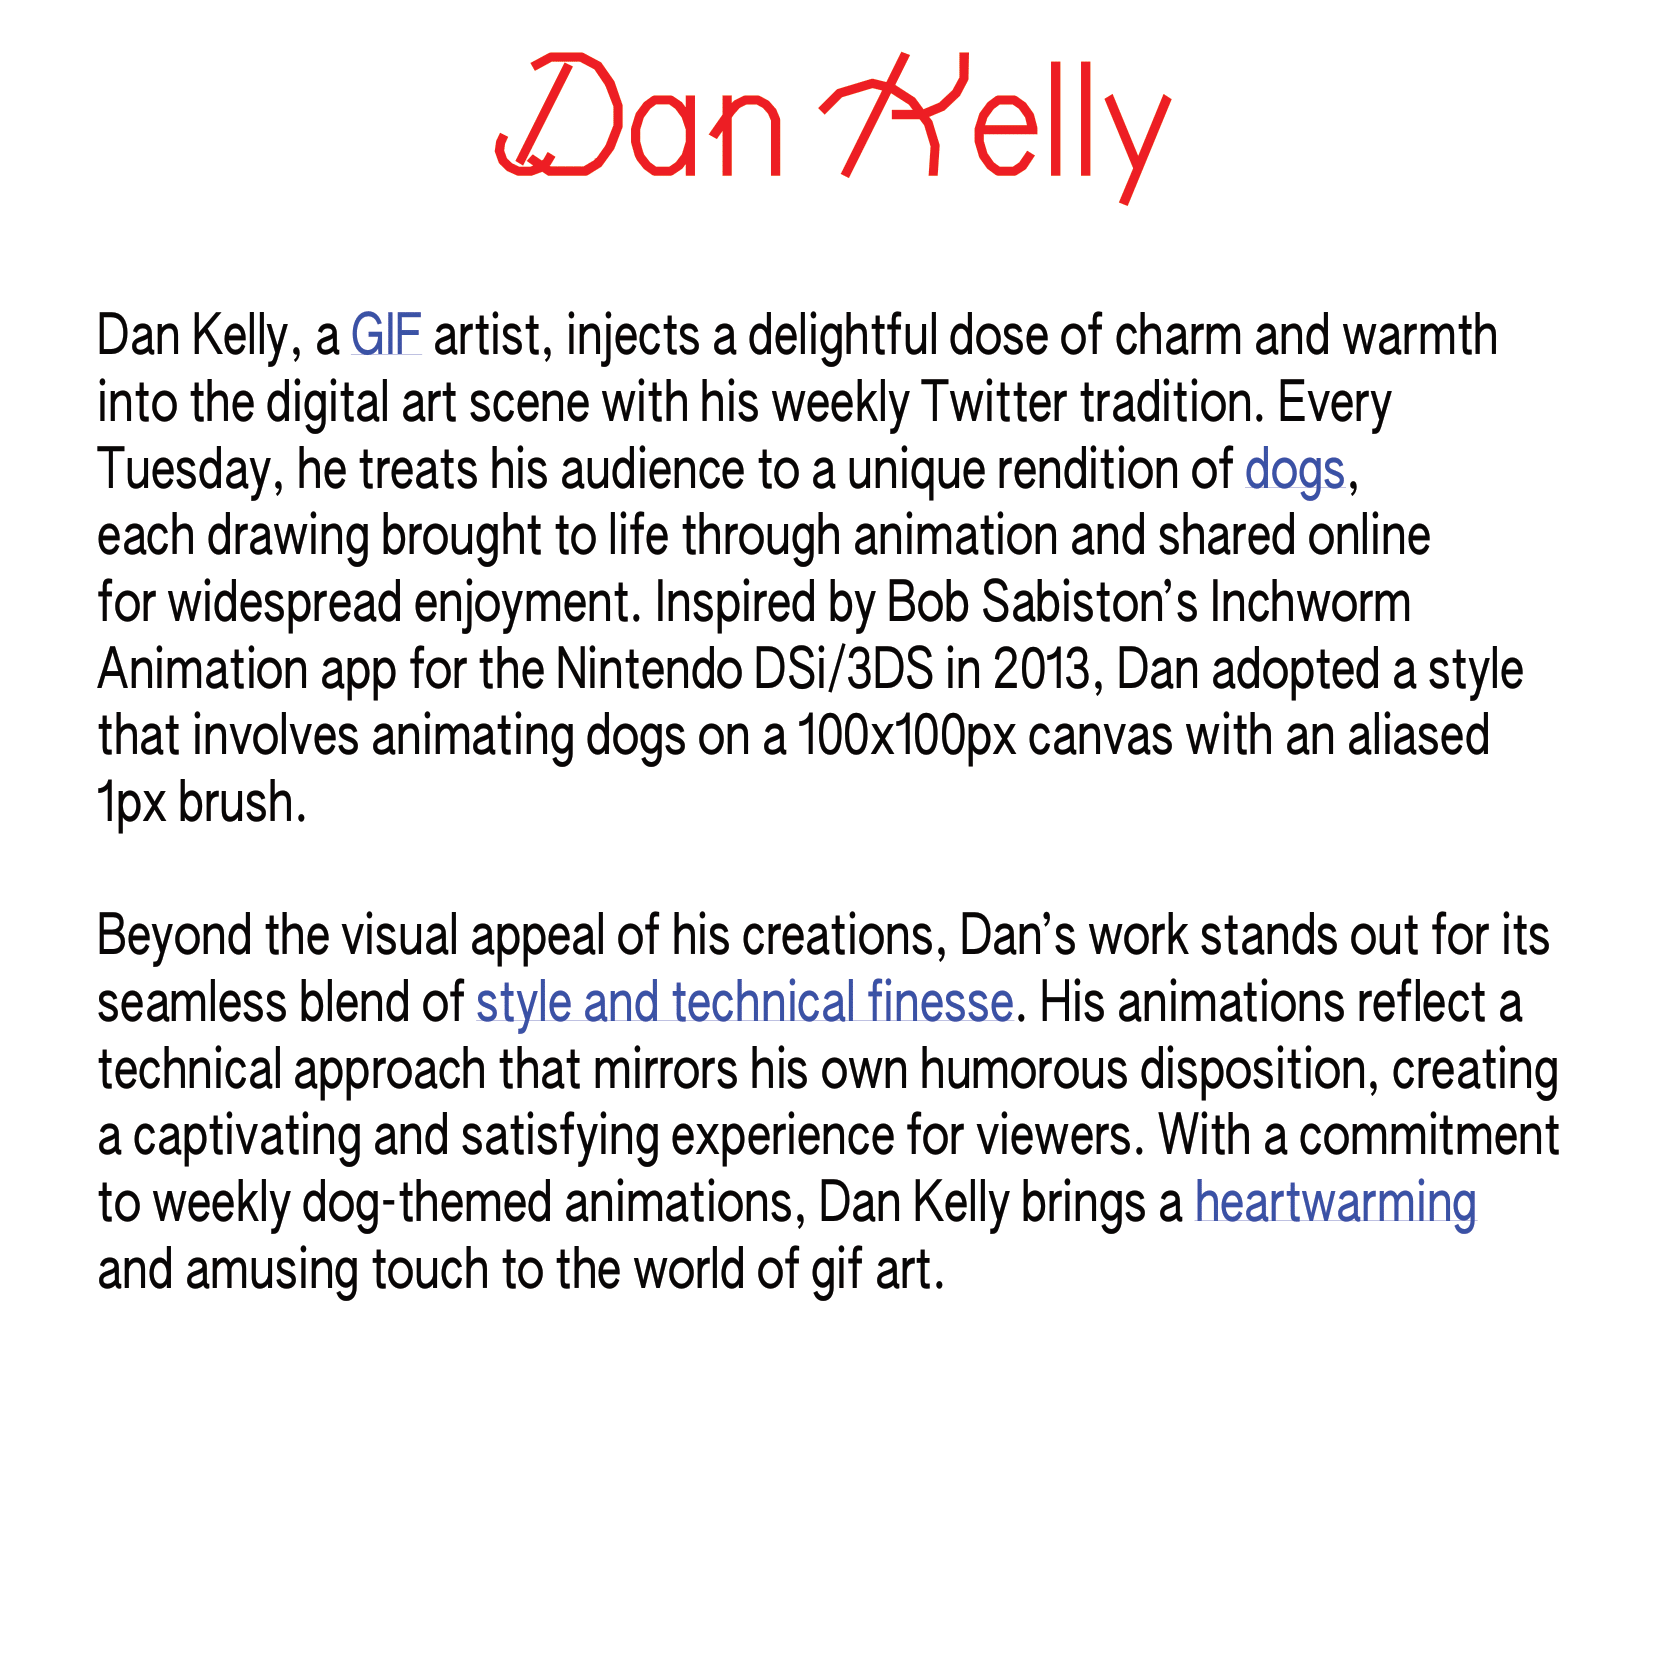 Dan Kelly
Dan Kelly, a GIF artist, injects a delightful dose of charm and warmth
into the digital art scene with his weekly Twitter tradition. Every
Tuesday, he treats his audience to a unique rendition of dogs,
each drawing brought to life through animation and shared online
for widespread enjoyment. Inspired by Bob Sabiston’s Inchworm
Animation app for the Nintendo DSi/3DS in 2013, Dan adopted a style
that involves animating dogs on a 100x100px canvas with an aliased
1px brush.
Beyond the visual appeal of his creations, Dan’s work stands out for its
seamless blend of style and technical finesse. His animations reflect a
technical approach that mirrors his own humorous disposition, creating
a captivating and satisfying experience for viewers. With a commitment
to weekly dog-themed animations, Dan Kelly brings a heartwarming
and amusing touch to the world of gif art.